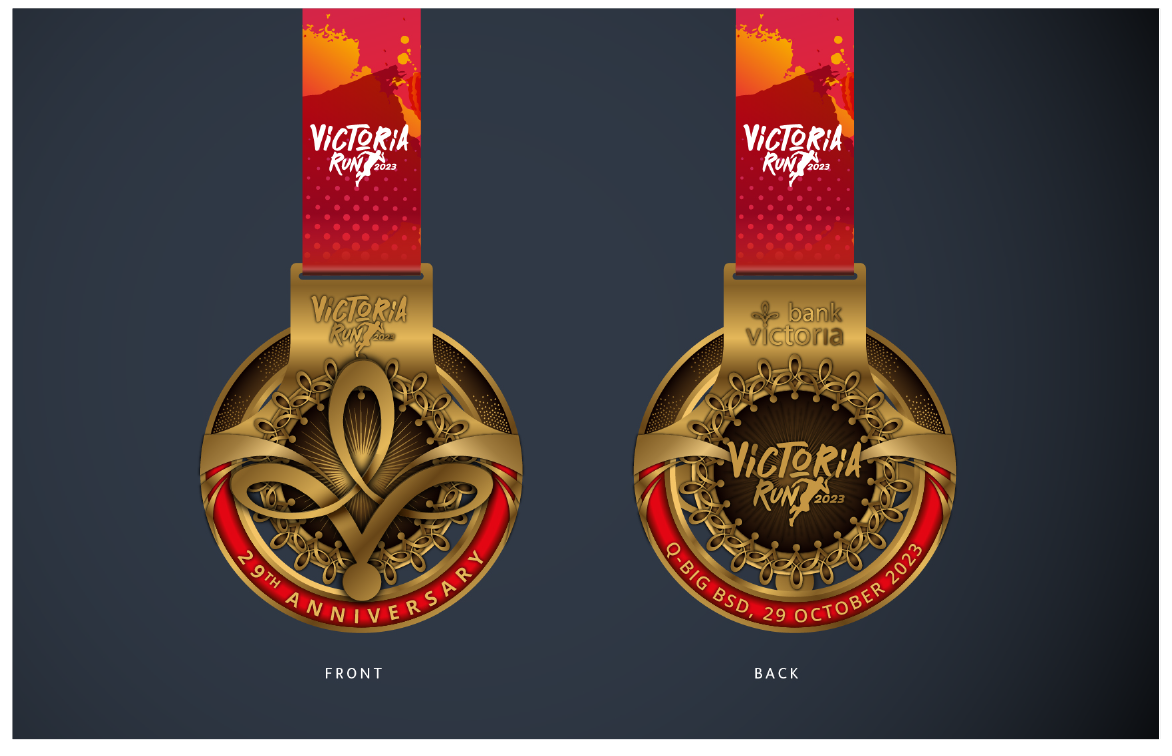 VICTORIA
RUN 2023
VICTORIA
RUN 2023
29TH ANNIVERSARY
FRONT
VICTORIA
RUN 2023
bank
victoria
VICTORIA
RUN 2023
Q-BIG BSD, 29 OCTOBER 2023
BACK